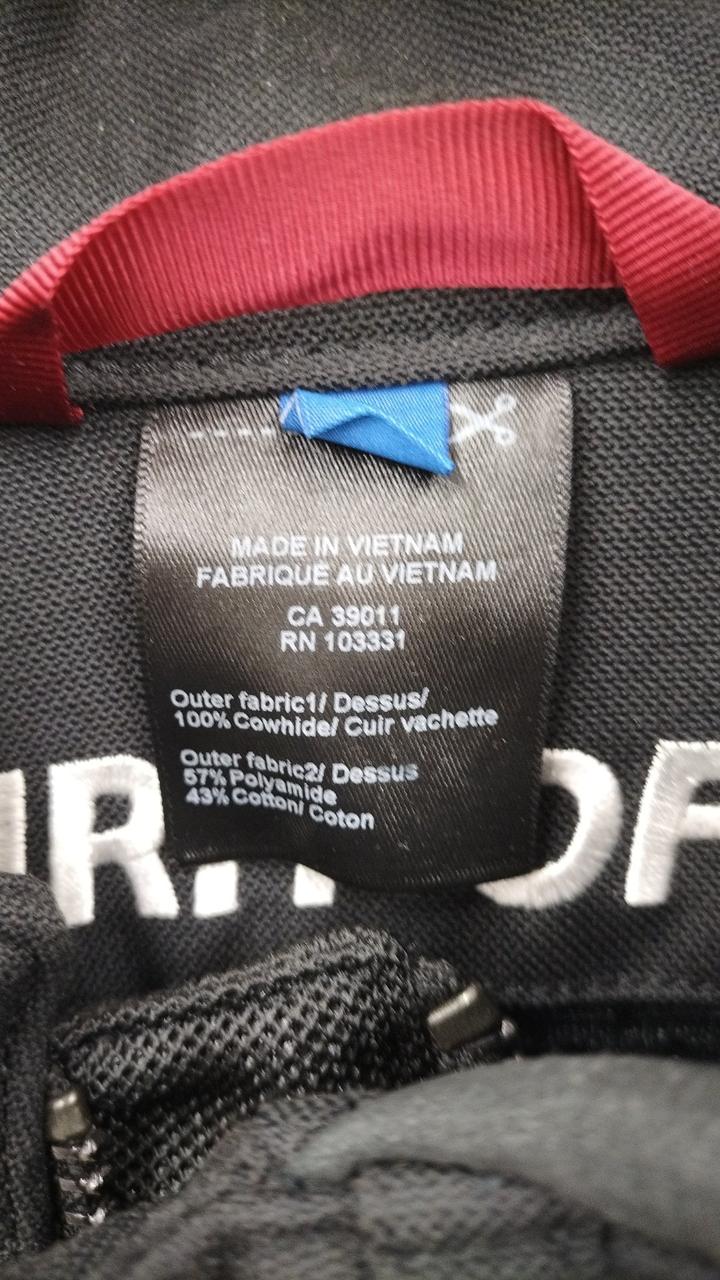 MADE IN VIETNAM
FABRIQUE AU VIETNAM
CA 39011
RN 103331
Outer fabric1/ Dessus/
100% Cowhide/ Cuir vachette
Outer fabric2/ Dessus
57% Polyamide
43% Cotton/ Coton